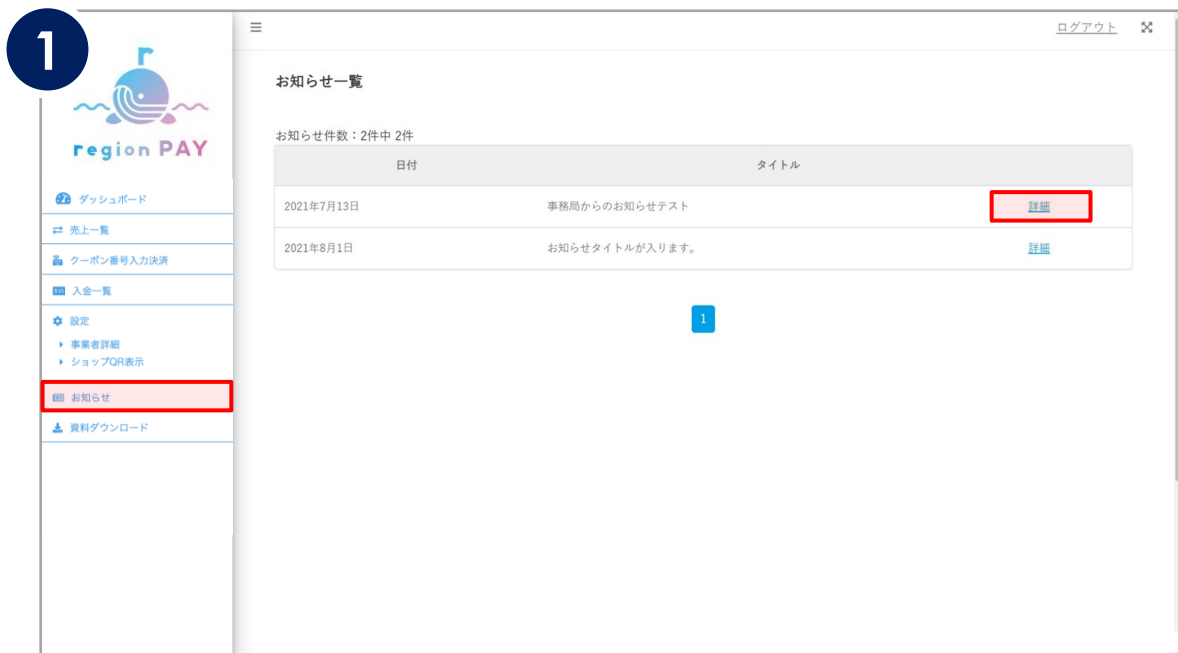 1
ログアウト
r
region PAY
お知らせ一覧
お知らせ件数：2件中 2件
日付 タイトル
2021年7月13日 事務局からのお知らせテスト 詳細
2021年8月1日 お知らせタイトルが入ります。 詳細
1
ダッシュボード
売上一覧
クーポン番号入力決済
入金一覧
設定
事業者詳細
ショップQR表示
お知らせ
資料ダウンロード